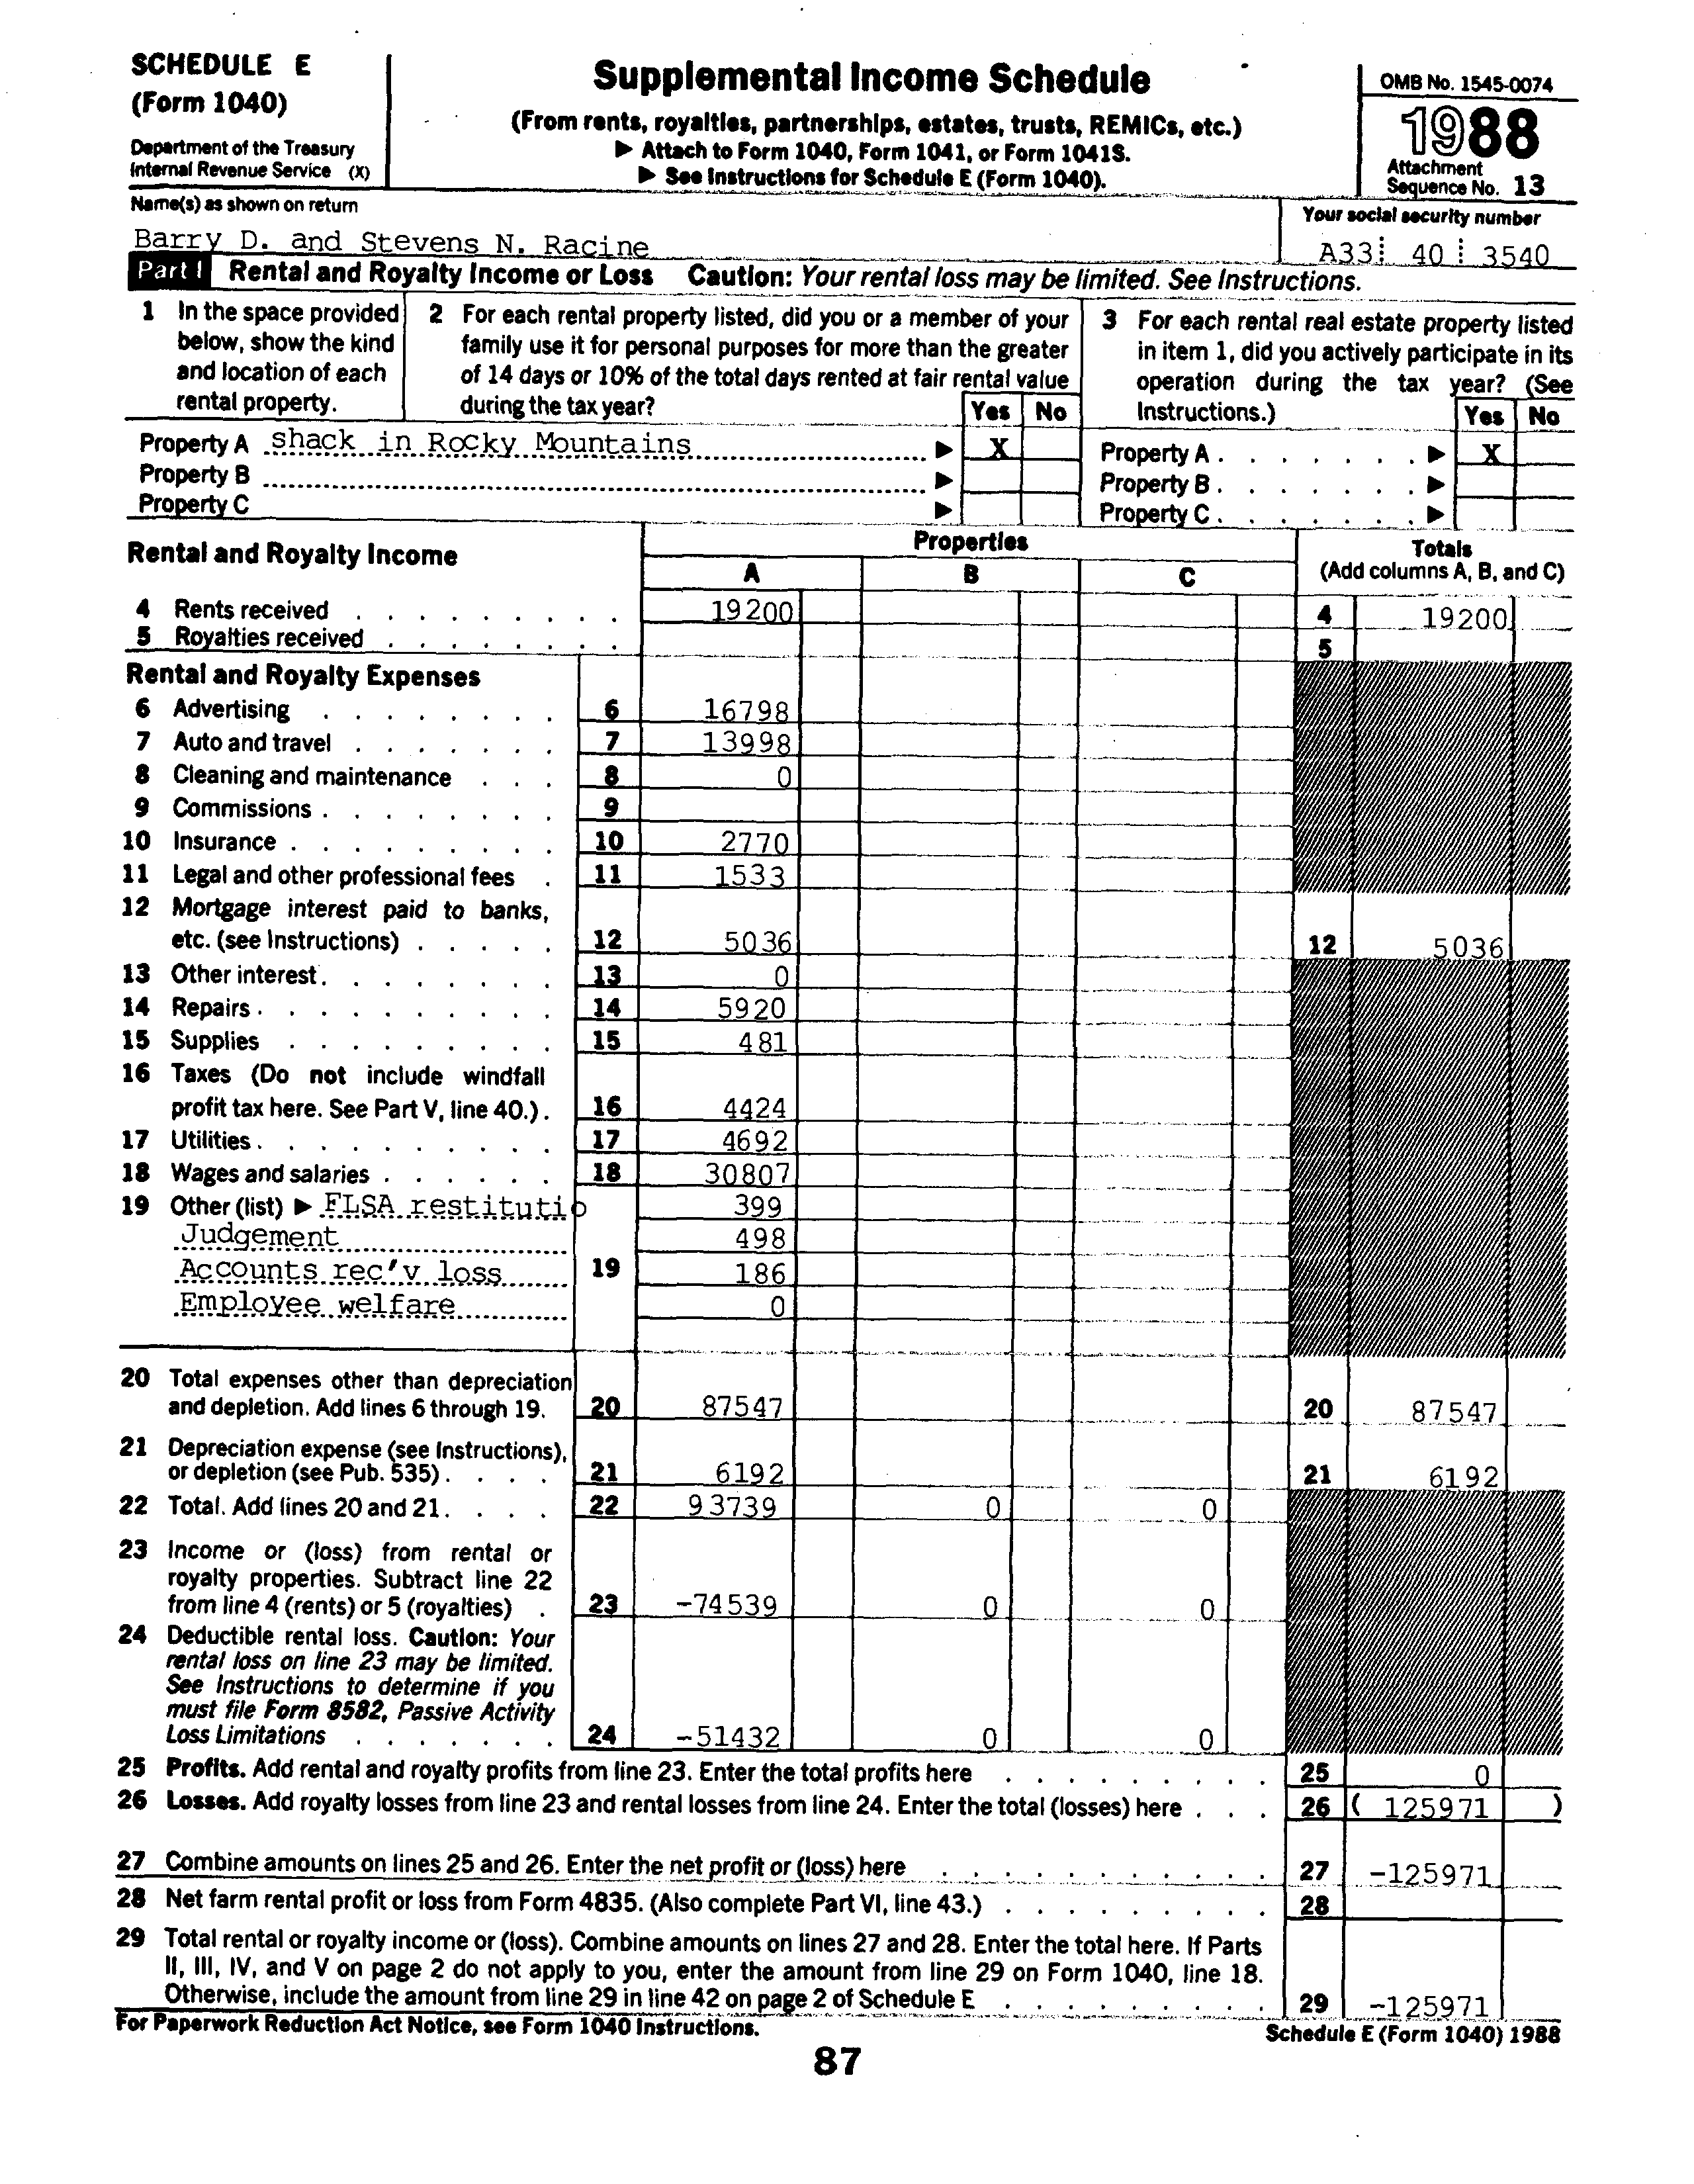 SCHEDULE E
(Form 1040)
Department of the Treasury
Internal Revenue Service (X)
Supplemental Income Schedule
(From rents, royalties, partnerships, estates, trusts, REMICs, etc.)
▶ Attach to Form 1040, Form 1041, or Form 1041S.
▶ See Instructions for Schedule E (Form 1040).
OMB No. 1545-0074
1988
Attachment
Sequence No. 13
Name(s) as shown on return
Barry D. and Stevens N. Racine
Your social security number
A33 40 3540
Part I Rental and Royalty Income or Loss Caution: Your rental loss may be limited. See Instructions.
1 In the space provided
below, show the kind
and location of each
rental property.
2 For each rental property listed, did you or a member of your
family use it for personal purposes for more than the greater
of 14 days or 10% of the total days rented at fair rental value
during the tax year?
Yes No
3 For each rental real estate property listed
in item 1, did you actively participate in its
operation during the tax year? (See
Instructions.)
Yes No
Property A shack in Rocky Mountains ▶ X
Property B ▶
Property C ▶
Property A ▶ X
Property B ▶
Property C ▶
Rental and Royalty Income
Properties
A B C
Totals
(Add columns A, B, and C)
4 Rents received 19200 4 19200
5 Royalties received 5
Rental and Royalty Expenses
6 Advertising 6 16798
7 Auto and travel 7 13998
8 Cleaning and maintenance 8 0
9 Commissions 9
10 Insurance 10 2770
11 Legal and other professional fees 11 1533
12 Mortgage interest paid to banks,
etc. (see Instructions) 12 5036 12 5036
13 Other interest 13 0
14 Repairs 14 5920
15 Supplies 15 481
16 Taxes (Do not include windfall
profit tax here. See Part V, line 40.) 16 4424
17 Utilities 17 4692
18 Wages and salaries 18 30807
19 Other (list) ▶ FLSA restitutio 399
Judgement 498
Accounts rec'v loss 19 186
Employee welfare 0
20 Total expenses other than depreciation
and depletion. Add lines 6 through 19. 20 87547 20 87547
21 Depreciation expense (see Instructions),
or depletion (see Pub. 535) 21 6192 21 6192
22 Total. Add lines 20 and 21. 22 93739 0 0
23 Income or (loss) from rental or
royalty properties. Subtract line 22
from line 4 (rents) or 5 (royalties) 23 -74539 0 0
24 Deductible rental loss. Caution: Your
rental loss on line 23 may be limited.
See Instructions to determine if you
must file Form 8582, Passive Activity
Loss Limitations 24 -51432 0 0
25 Profits. Add rental and royalty profits from line 23. Enter the total profits here 25 0
26 Losses. Add royalty losses from line 23 and rental losses from line 24. Enter the total (losses) here 26 ( 125971 )
27 Combine amounts on lines 25 and 26. Enter the net profit or (loss) here 27 -125971
28 Net farm rental profit or loss from Form 4835. (Also complete Part VI, line 43.) 28
29 Total rental or royalty income or (loss). Combine amounts on lines 27 and 28. Enter the total here. If Parts
II, III, IV, and V on page 2 do not apply to you, enter the amount from line 29 on Form 1040, line 18.
Otherwise, include the amount from line 29 in line 42 on page 2 of Schedule E 29 -125971
For Paperwork Reduction Act Notice, see Form 1040 Instructions.
Schedule E (Form 1040) 1988
87